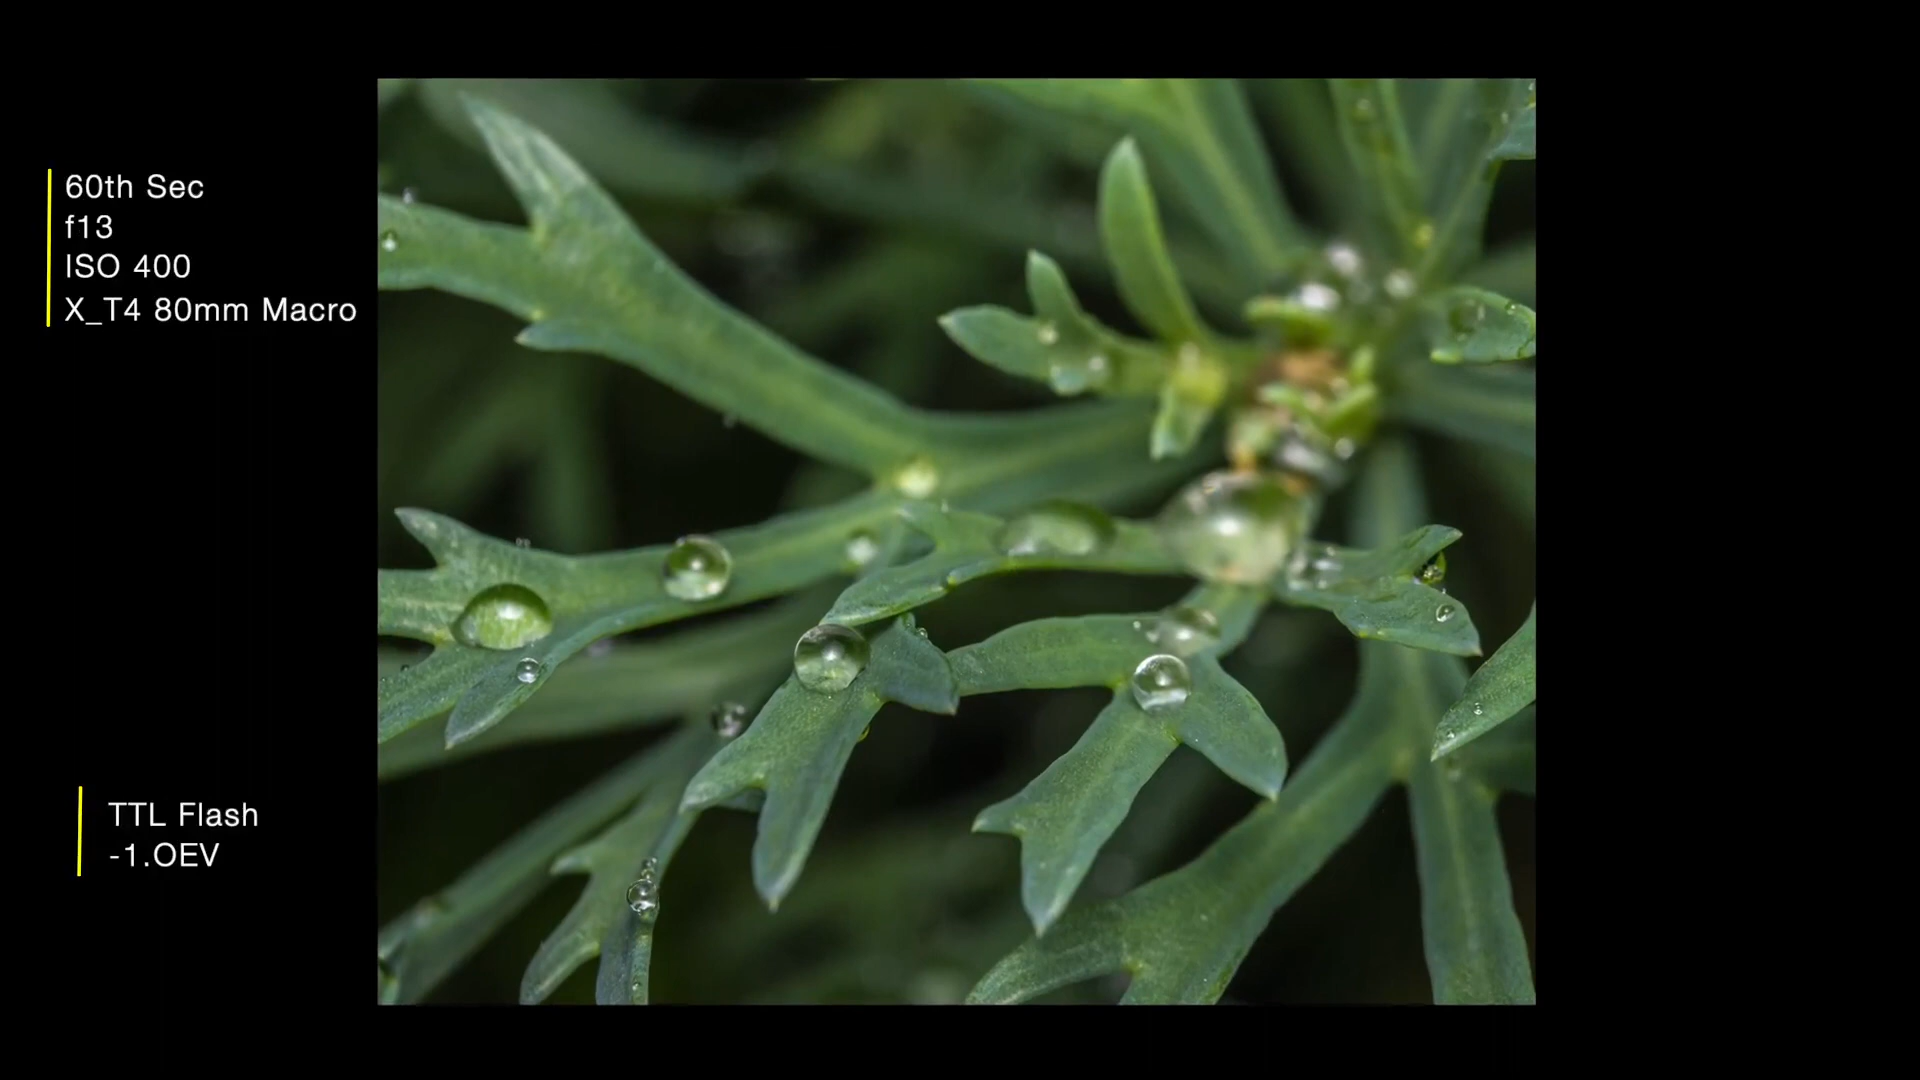 60th Sec
f13
ISO 400
X_T4 80mm Macro
TTL Flash
-1.OEV